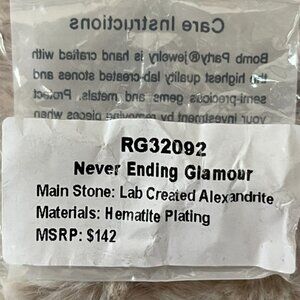 Care Instructions
Bomb Party® jewelry is hand crafted with
the highest quality lab-created stones and
semi-precious gems and metals. Protect
your investment by removing pieces when
RG32092
Never Ending Glamour
Main Stone: Lab Created Alexandrite
Materials: Hematite Plating
MSRP: $142